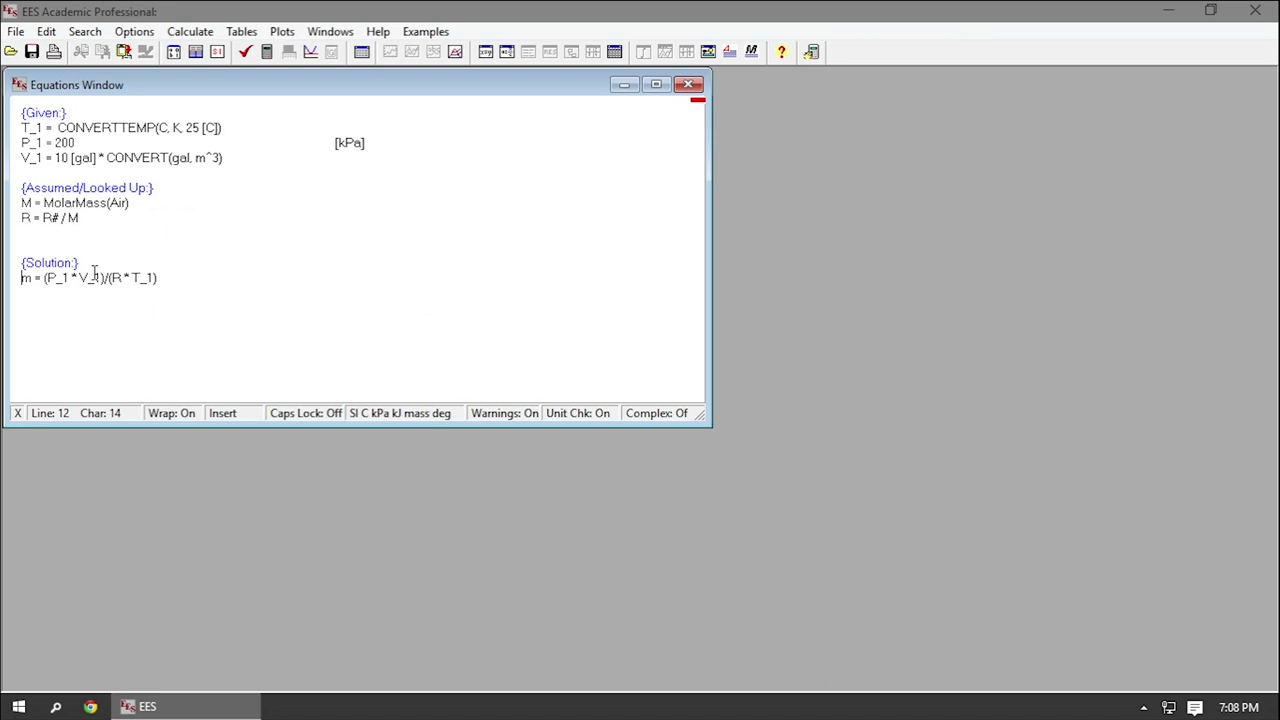 EES Academic Professional:
File Edit Search Options Calculate Tables Plots Windows Help Examples
Equations Window
{Given:}
T_1 = CONVERTTEMP(C, K, 25 [C])
P_1 = 200 [kPa]
V_1 = 10 [gal] * CONVERT(gal, m^3)
{Assumed/Looked Up:}
M = MolarMass(Air)
R = R# / M
{Solution:}
m = (P_1 * V_1)/(R * T_1)
X Line: 12 Char: 14 Wrap: On Insert Caps Lock: Off SI C kPa kJ mass deg Warnings: On Unit Chk: On Complex: Of
EES 7:08 PM